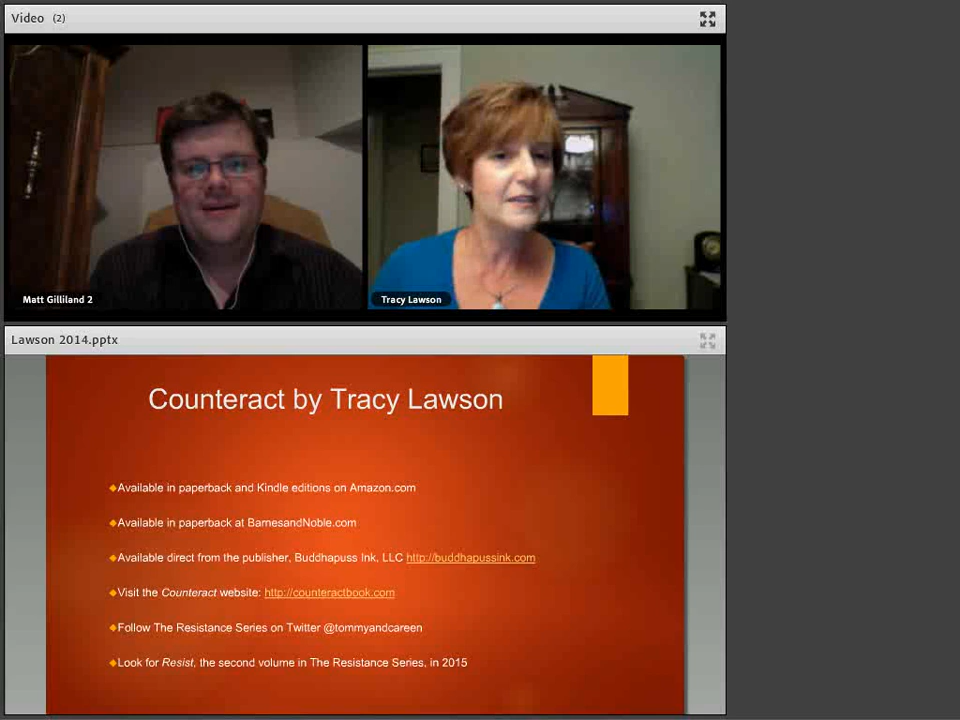 Video (2)
Matt Gilliland 2
Tracy Lawson
Lawson 2014.pptx
Counteract by Tracy Lawson
Available in paperback and Kindle editions on Amazon.com
Available in paperback at BarnesandNoble.com
Available direct from the publisher, Buddhapuss Ink, LLC http://buddhapussink.com
Visit the Counteract website: http://counteractbook.com
Follow The Resistance Series on Twitter @tommyandcareen
Look for Resist, the second volume in The Resistance Series, in 2015